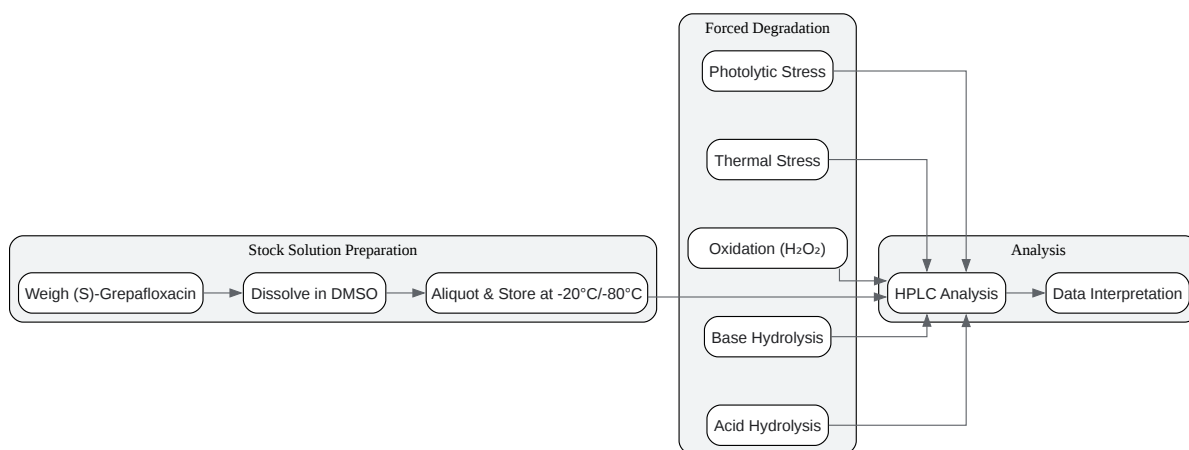 Forced Degradation
Photolytic Stress
Thermal Stress
Stock Solution Preparation
Oxidation (H₂O₂)
Analysis
Weigh (S)-Grepafloxacin
Dissolve in DMSO
Aliquot & Store at -20°C/-80°C
HPLC Analysis
Data Interpretation
Base Hydrolysis
Acid Hydrolysis